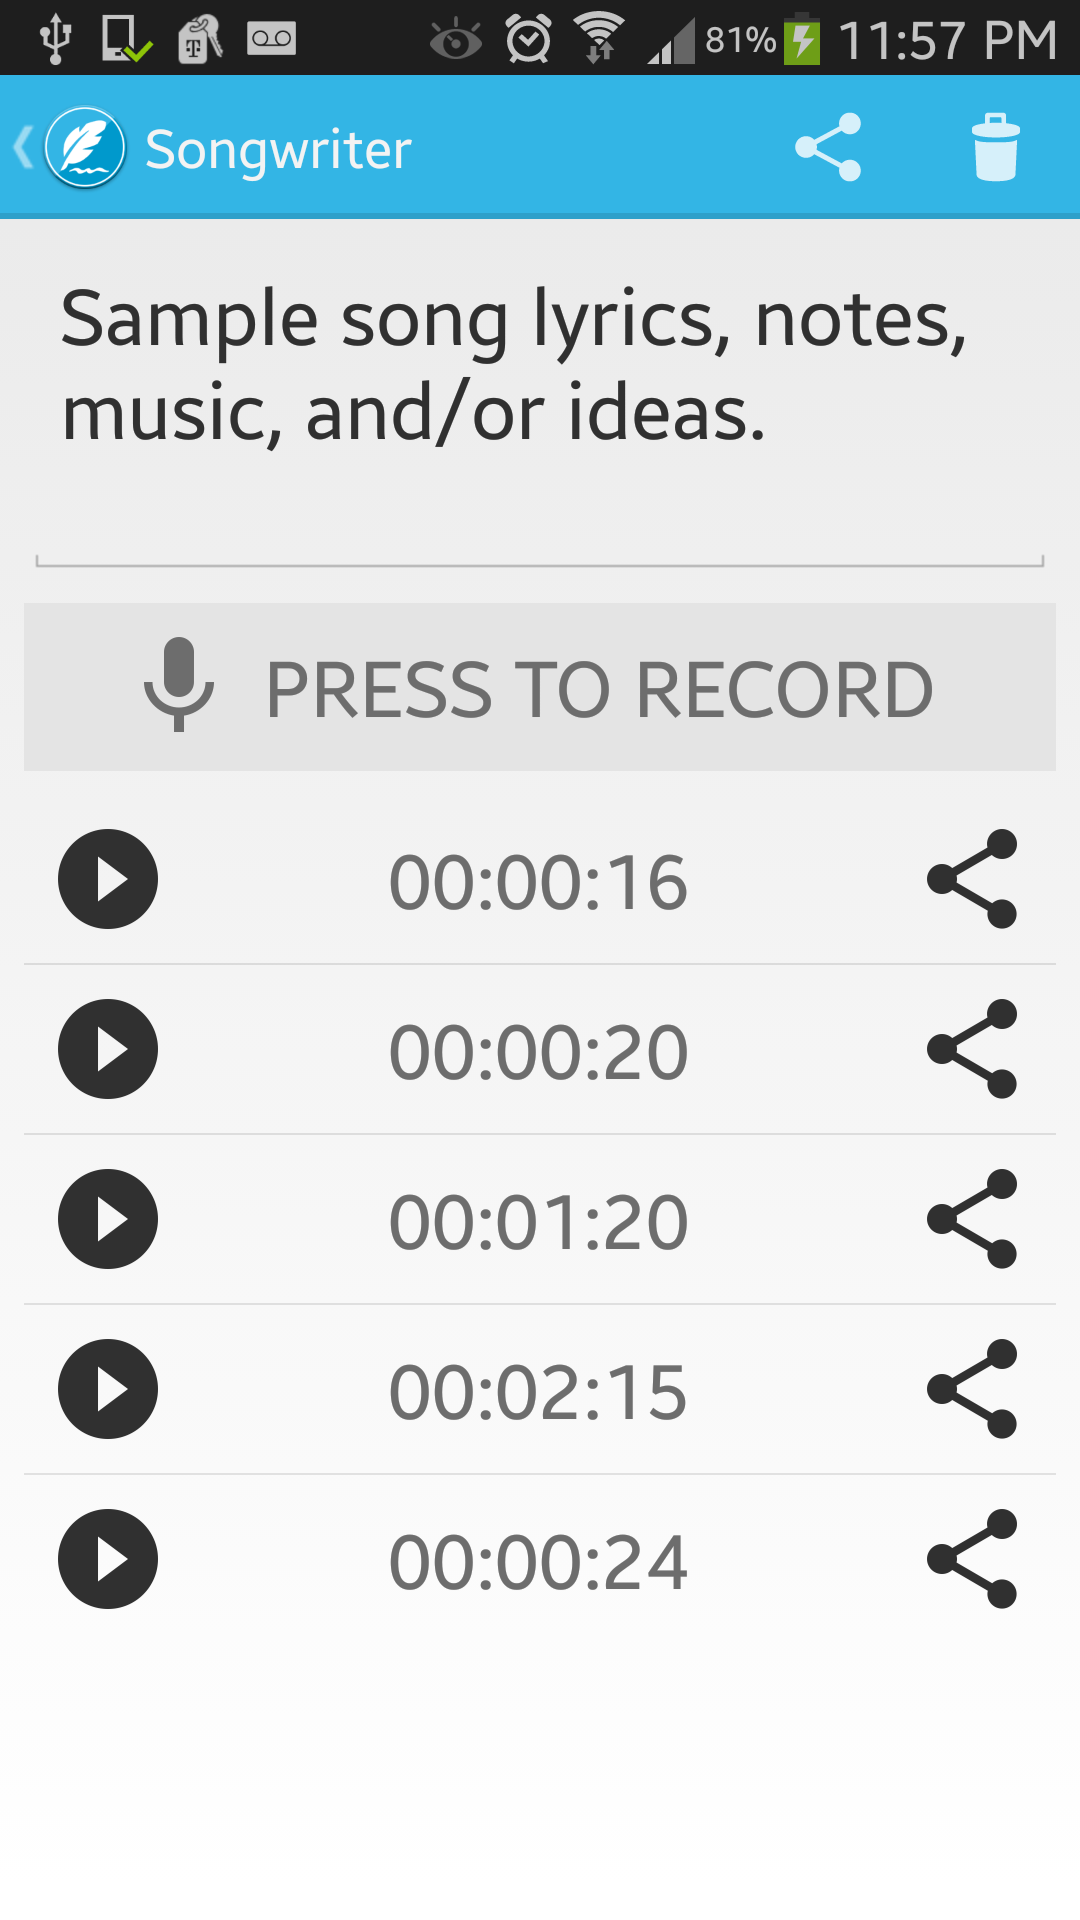 81% 11:57 PM
Songwriter
Sample song lyrics, notes,
music, and/or ideas.
PRESS TO RECORD
00:00:16
00:00:20
00:01:20
00:02:15
00:00:24